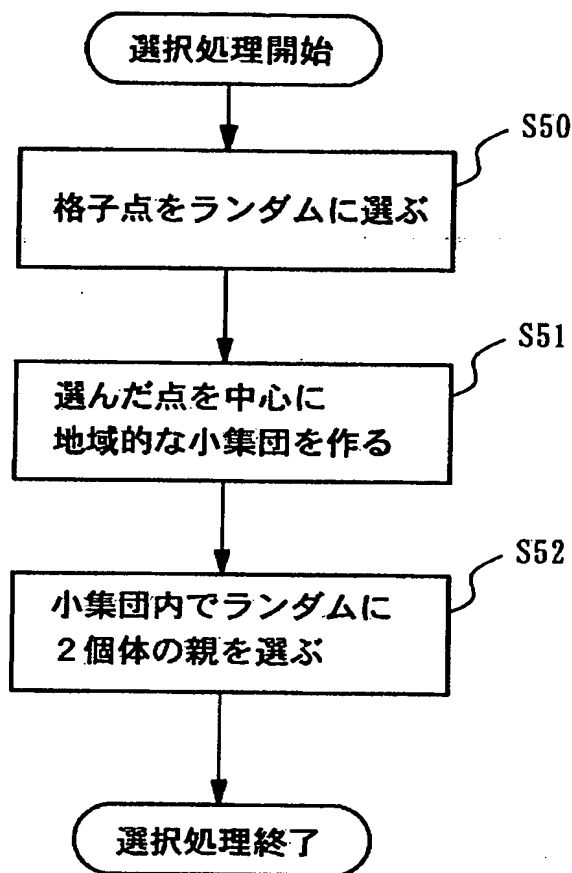 選択処理開始
S50
格子点をランダムに選ぶ
S51
選んだ点を中心に
地域的な小集団を作る
S52
小集団内でランダムに
2個体の親を選ぶ
選択処理終了